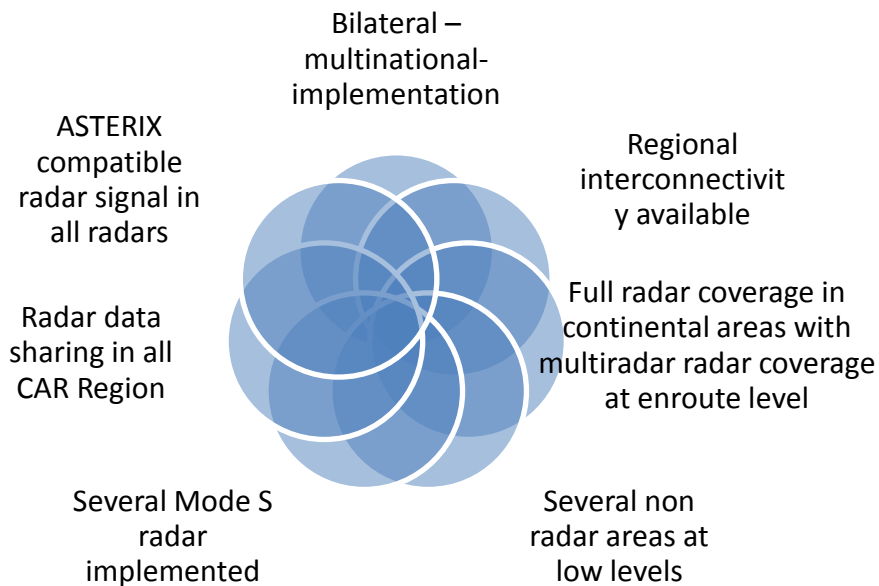 Bilateral –
multinational-
implementation
Regional
interconnectivit
y available
Full radar coverage in
continental areas with
multiradar radar coverage
at enroute level
Several non
radar areas at
low levels
Several Mode S
radar
implemented
Radar data
sharing in all
CAR Region
ASTERIX
compatible
radar signal in
all radars